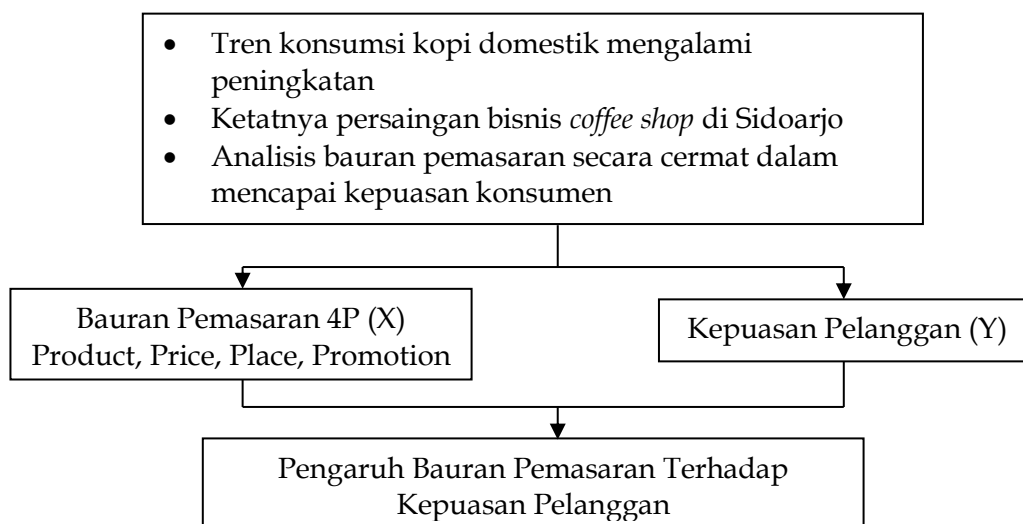 • Tren konsumsi kopi domestik mengalami
peningkatan
• Ketatnya persaingan bisnis coffee shop di Sidoarjo
• Analisis bauran pemasaran secara cermat dalam
mencapai kepuasan konsumen
Bauran Pemasaran 4P (X)
Product, Price, Place, Promotion
Kepuasan Pelanggan (Y)
Pengaruh Bauran Pemasaran Terhadap
Kepuasan Pelanggan